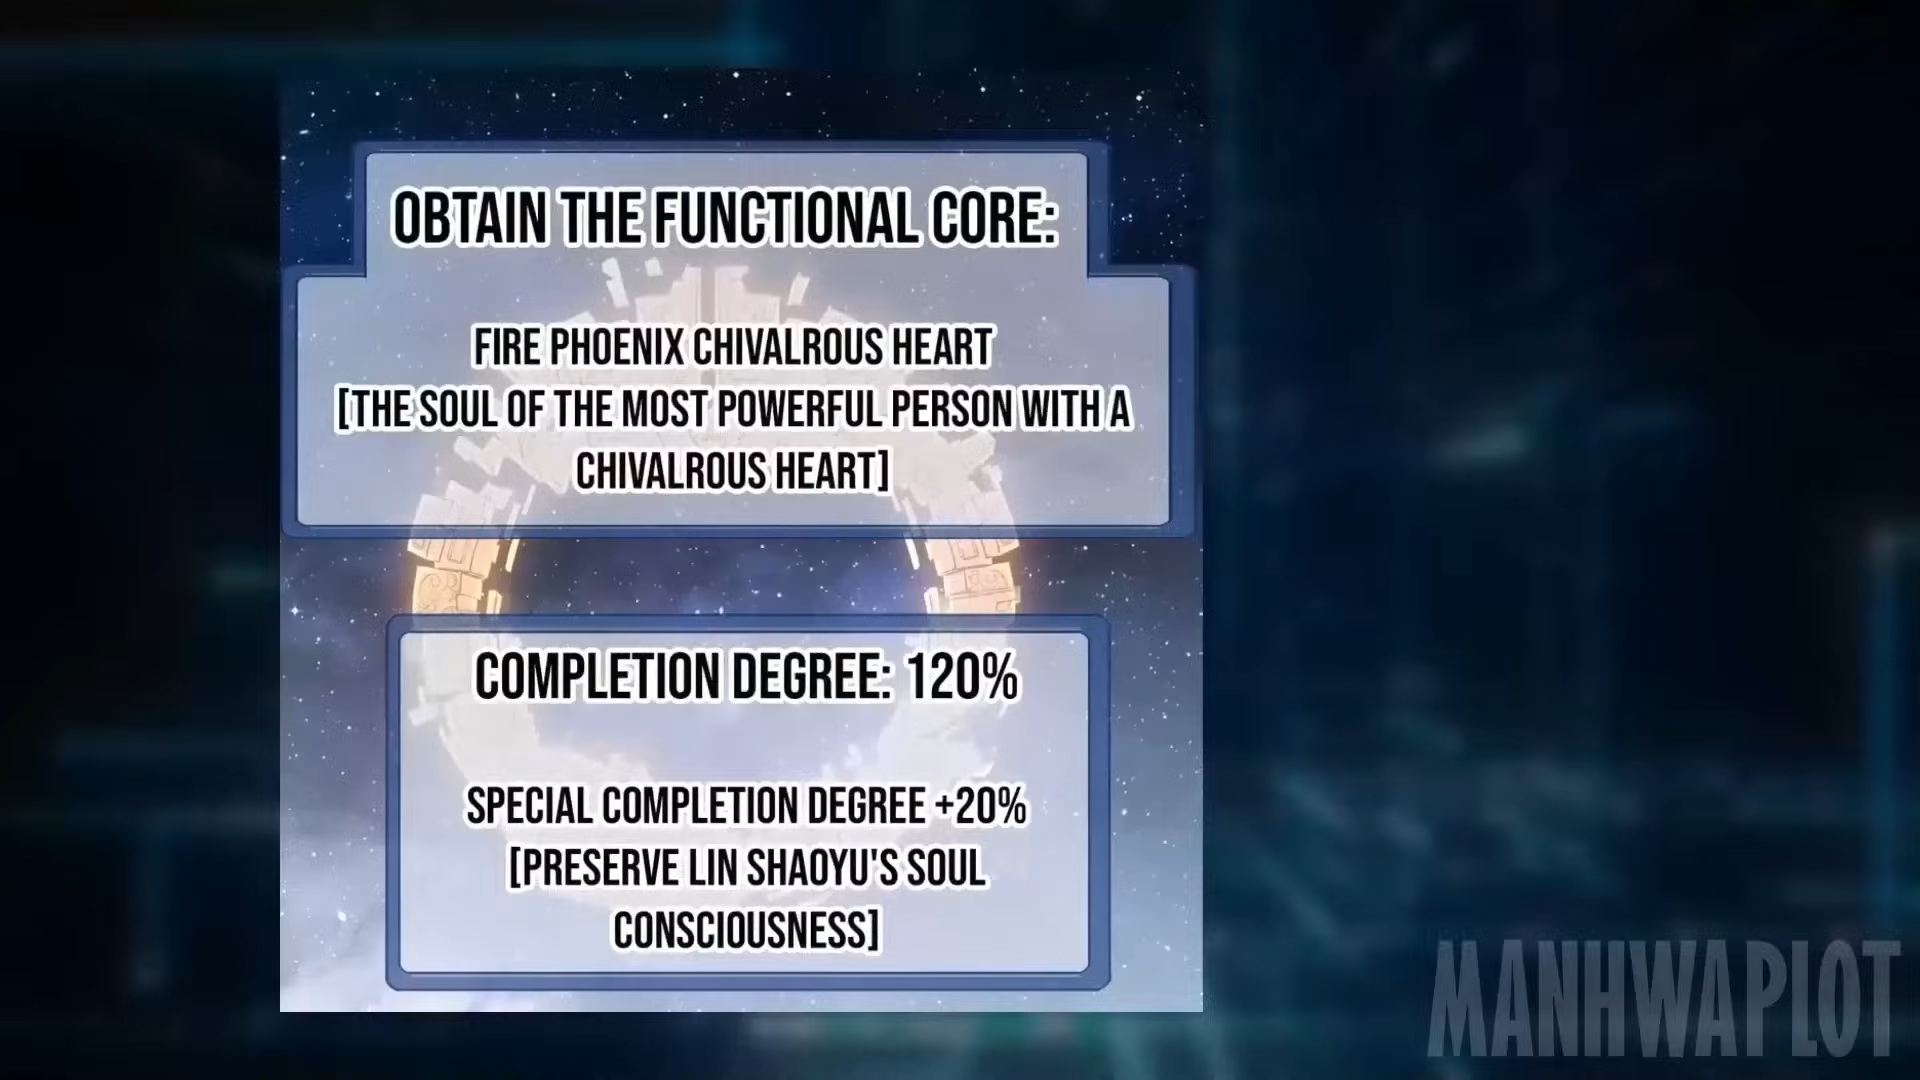 OBTAIN THE FUNCTIONAL CORE:
FIRE PHOENIX CHIVALROUS HEART
[THE SOUL OF THE MOST POWERFUL PERSON WITH A
CHIVALROUS HEART]
COMPLETION DEGREE: 120%
SPECIAL COMPLETION DEGREE +20%
[PRESERVE LIN SHAOYU'S SOUL
CONSCIOUSNESS]
MANHWAPLOT